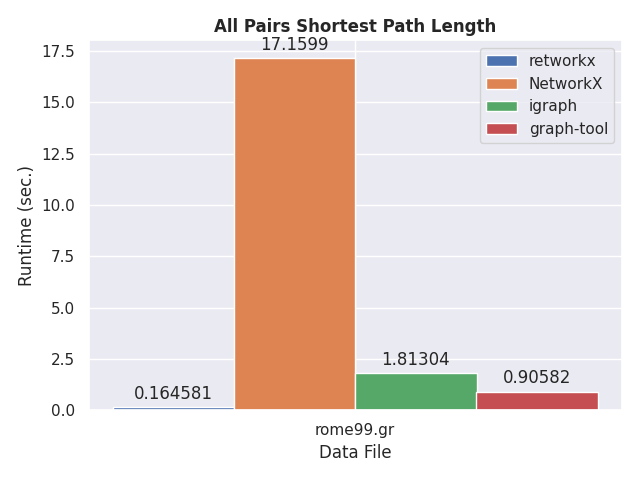 All Pairs Shortest Path Length
17.1599
17.5
15.0
12.5
10.0
7.5
5.0
2.5
0.0
Runtime (sec.)
retworkx
NetworkX
igraph
graph-tool
0.164581
1.81304
0.90582
rome99.gr
Data File